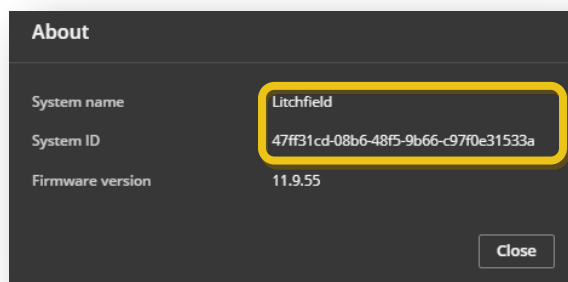 About
System name Litchfield
System ID 47ff31cd-08b6-48f5-9b66-c97f0e31533a
Firmware version 11.9.55
Close